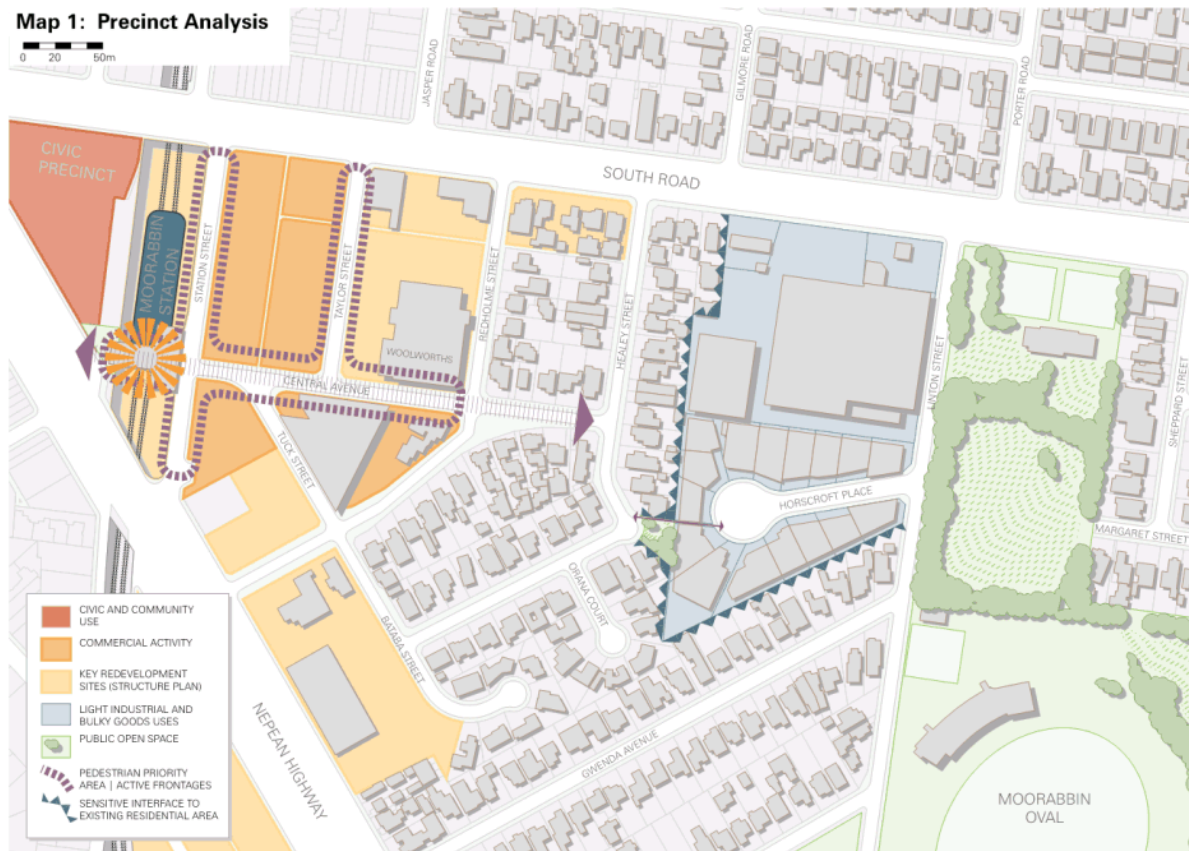 Map 1: Precinct Analysis
0 20 50m
JASPER ROAD
GILMORE ROAD
PORTER ROAD
CIVIC
PRECINCT
SOUTH ROAD
MOORABBIN
STATION
STATION STREET
TAYLOR STREET
REDHOLME STREET
HEALEY STREET
LINTON STREET
SHEPPARD STREET
WOOLWORTHS
CENTRAL AVENUE
TUCK STREET
HORSCROFT PLACE
MARGARET STREET
ORANA COURT
BATABA STREET
GWENDA AVENUE
NEPEAN HIGHWAY
MOORABBIN
OVAL
CIVIC AND COMMUNITY
USE
COMMERCIAL ACTIVITY
KEY REDEVELOPMENT
SITES (STRUCTURE PLAN)
LIGHT INDUSTRIAL AND
BULKY GOODS USES
PUBLIC OPEN SPACE
PEDESTRIAN PRIORITY
AREA | ACTIVE FRONTAGES
SENSITIVE INTERFACE TO
EXISTING RESIDENTIAL AREA